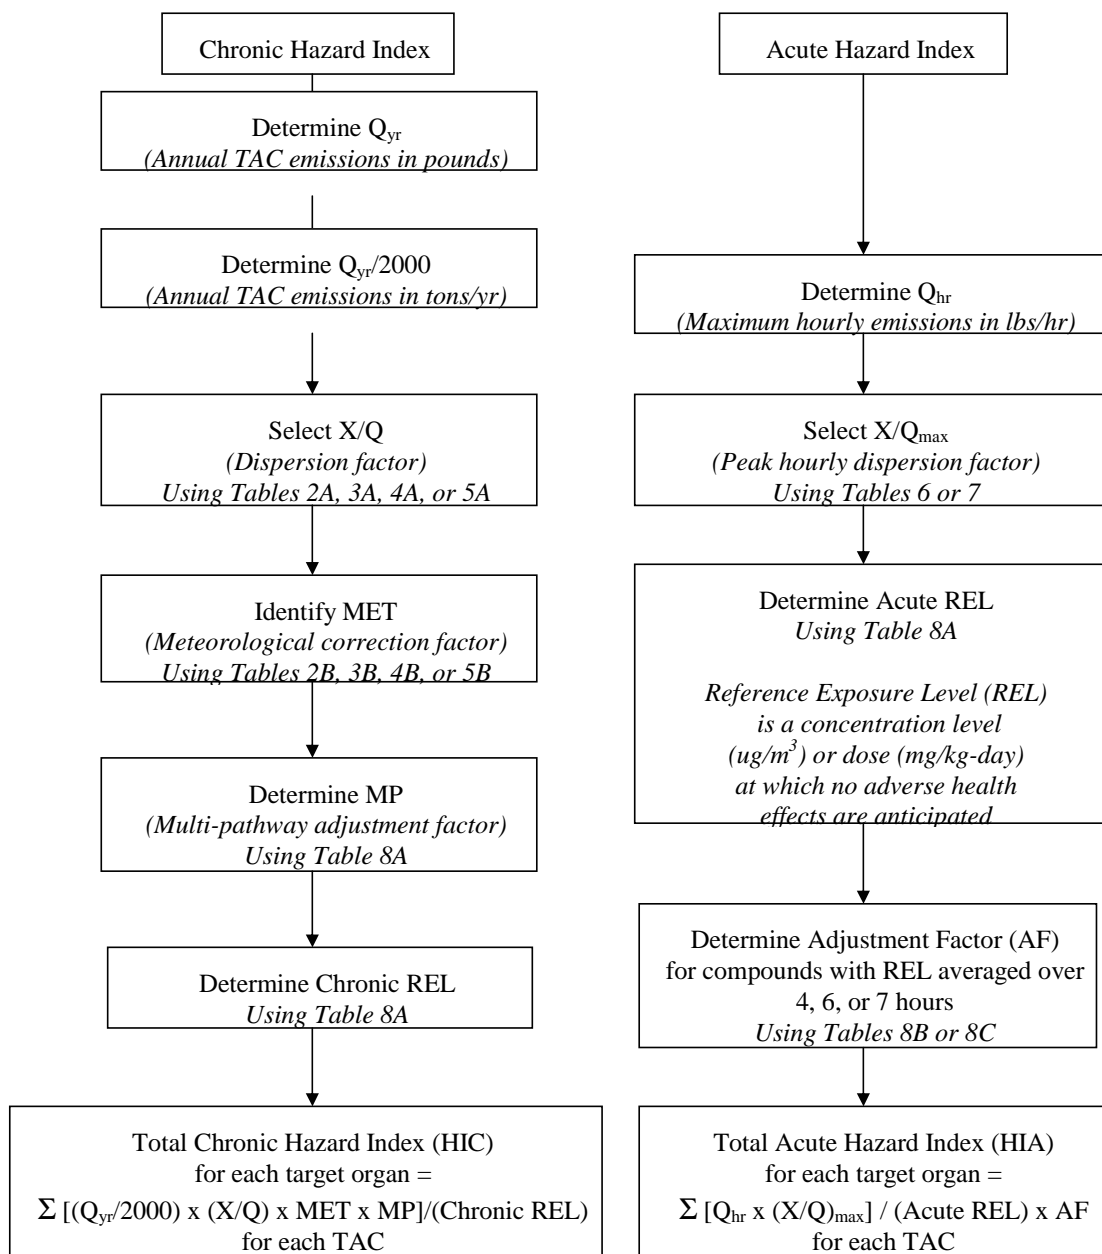 Chronic Hazard Index
Determine Qyr
(Annual TAC emissions in pounds)
Determine Qyr/2000
(Annual TAC emissions in tons/yr)
Select X/Q
(Dispersion factor)
Using Tables 2A, 3A, 4A, or 5A
Identify MET
(Meteorological correction factor)
Using Tables 2B, 3B, 4B, or 5B
Determine MP
(Multi-pathway adjustment factor)
Using Table 8A
Determine Chronic REL
Using Table 8A
Total Chronic Hazard Index (HIC)
for each target organ =
Σ [(Qyr/2000) x (X/Q) x MET x MP]/(Chronic REL)
for each TAC
Acute Hazard Index
Determine Qhr
(Maximum hourly emissions in lbs/hr)
Select X/Qmax
(Peak hourly dispersion factor)
Using Tables 6 or 7
Determine Acute REL
Using Table 8A
Reference Exposure Level (REL)
is a concentration level
(ug/m³) or dose (mg/kg-day)
at which no adverse health
effects are anticipated
Determine Adjustment Factor (AF)
for compounds with REL averaged over
4, 6, or 7 hours
Using Tables 8B or 8C
Total Acute Hazard Index (HIA)
for each target organ =
Σ [Qhr x (X/Q)max] / (Acute REL) x AF
for each TAC